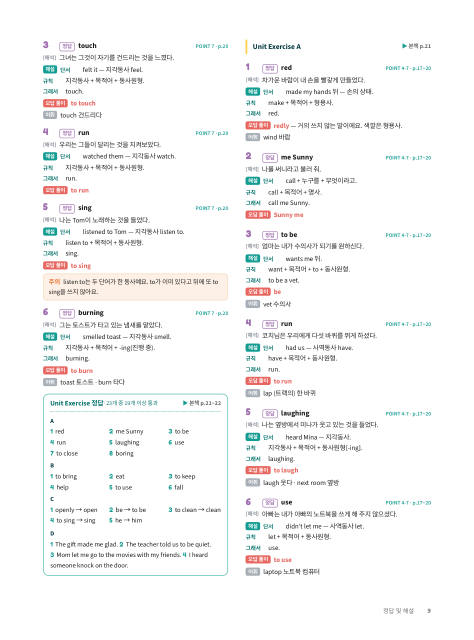 3 정답 touch POINT 7 · p.20
[해석] 그녀는 그것이 자기를 건드리는 것을 느꼈다.
해설 단서 felt it — 지각동사 feel.
규칙 지각동사 + 목적어 + 동사원형.
그래서 touch.
오답 풀이 to touch
어휘 touch 건드리다
4 정답 run POINT 7 · p.20
[해석] 우리는 그들이 달리는 것을 지켜보았다.
해설 단서 watched them — 지각동사 watch.
규칙 지각동사 + 목적어 + 동사원형.
그래서 run.
오답 풀이 to run
5 정답 sing POINT 7 · p.20
[해석] 나는 Tom이 노래하는 것을 들었다.
해설 단서 listened to Tom — 지각동사 listen to.
규칙 listen to + 목적어 + 동사원형.
그래서 sing.
오답 풀이 to sing
주의 listen to는 두 단어가 한 동사예요. to가 이미 있다고 뒤에 또 to
sing을 쓰지 않아요.
6 정답 burning POINT 7 · p.20
[해석] 그는 토스트가 타고 있는 냄새를 맡았다.
해설 단서 smelled toast — 지각동사 smell.
규칙 지각동사 + 목적어 + -ing(진행 중).
그래서 burning.
오답 풀이 to burn
어휘 toast 토스트 · burn 타다
Unit Exercise 정답 23개 중 19개 이상 통과 ▶ 본책 p.21–22
A
1 red 2 me Sunny 3 to be
4 run 5 laughing 6 use
7 to close 8 boring
B
1 to bring 2 eat 3 to keep
4 help 5 to use 6 fall
C
1 openly → open 2 be → to be 3 to clean → clean
4 to sing → sing 5 he → him
D
1 The gift made me glad. 2 The teacher told us to be quiet.
3 Mom let me go to the movies with my friends. 4 I heard
someone knock on the door.
Unit Exercise A ▶ 본책 p.21
1 정답 red POINT 4-7 · p.17–20
[해석] 차가운 바람이 내 손을 빨갛게 만들었다.
해설 단서 made my hands 뒤 — 손의 상태.
규칙 make + 목적어 + 형용사.
그래서 red.
오답 풀이 redly — 거의 쓰지 않는 말이에요. 색깔은 형용사.
어휘 wind 바람
2 정답 me Sunny POINT 4-7 · p.17–20
[해석] 나를 써니라고 불러 줘.
해설 단서 call + 누구를 + 무엇이라고.
규칙 call + 목적어 + 명사.
그래서 call me Sunny.
오답 풀이 Sunny me
3 정답 to be POINT 4-7 · p.17–20
[해석] 엄마는 내가 수의사가 되기를 원하신다.
해설 단서 wants me 뒤.
규칙 want + 목적어 + to + 동사원형.
그래서 to be a vet.
오답 풀이 be
어휘 vet 수의사
4 정답 run POINT 4-7 · p.17–20
[해석] 코치님은 우리에게 다섯 바퀴를 뛰게 하셨다.
해설 단서 had us — 사역동사 have.
규칙 have + 목적어 + 동사원형.
그래서 run.
오답 풀이 to run
어휘 lap (트랙의) 한 바퀴
5 정답 laughing POINT 4-7 · p.17–20
[해석] 나는 옆방에서 미나가 웃고 있는 것을 들었다.
해설 단서 heard Mina — 지각동사.
규칙 지각동사 + 목적어 + 동사원형[-ing].
그래서 laughing.
오답 풀이 to laugh
어휘 laugh 웃다 · next room 옆방
6 정답 use POINT 4-7 · p.17–20
[해석] 아빠는 내가 아빠의 노트북을 쓰게 해 주지 않으셨다.
해설 단서 didn't let me — 사역동사 let.
규칙 let + 목적어 + 동사원형.
그래서 use.
오답 풀이 to use
어휘 laptop 노트북 컴퓨터
정답 및 해설 9